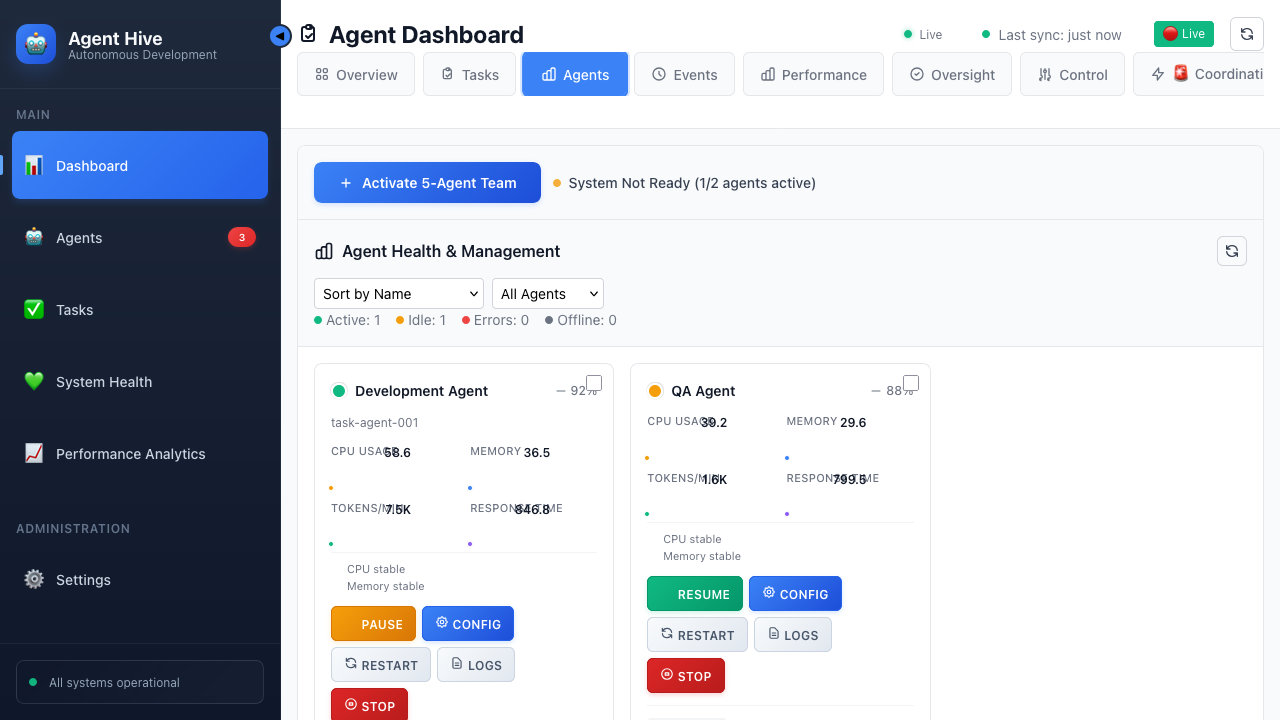 Agent Hive
Autonomous Development
MAIN
Dashboard
Agents
3
Tasks
System Health
Performance Analytics
ADMINISTRATION
Settings
All systems operational
Agent Dashboard
Live
Last sync: just now
Live
Overview
Tasks
Agents
Events
Performance
Oversight
Control
Coordinati
Activate 5-Agent Team
System Not Ready (1/2 agents active)
Agent Health & Management
Sort by Name
All Agents
Active: 1
Idle: 1
Errors: 0
Offline: 0
Development Agent
— 92%
task-agent-001
CPU USAGE
58.6
MEMORY
36.5
TOKENS/MIN
7.5K
RESPONSE TIME
846.8
CPU stable
Memory stable
PAUSE
CONFIG
RESTART
LOGS
STOP
QA Agent
— 88%
CPU USAGE
39.2
MEMORY
29.6
TOKENS/MIN
1.6K
RESPONSE TIME
799.5
CPU stable
Memory stable
RESUME
CONFIG
RESTART
LOGS
STOP